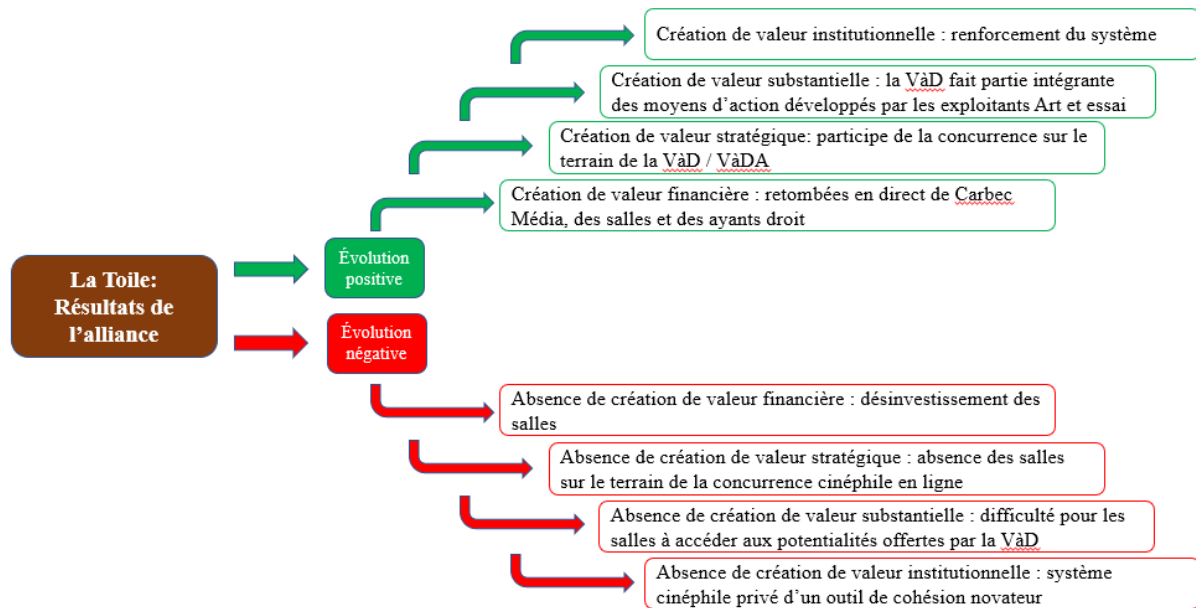 Création de valeur institutionnelle : renforcement du système
Création de valeur substantielle : la VàD fait partie intégrante
des moyens d’action développés par les exploitants Art et essai
Création de valeur stratégique: participe de la concurrence sur le
terrain de la VàD / VàDA
Création de valeur financière : retombées en direct de Carbec
Média, des salles et des ayants droit
Évolution
positive
La Toile:
Résultats de
l’alliance
Évolution
négative
Absence de création de valeur financière : désinvestissement des
salles
Absence de création de valeur stratégique : absence des salles
sur le terrain de la concurrence cinéphile en ligne
Absence de création de valeur substantielle : difficulté pour les
salles à accéder aux potentialités offertes par la VàD
Absence de création de valeur institutionnelle : système
cinéphile privé d’un outil de cohésion novateur